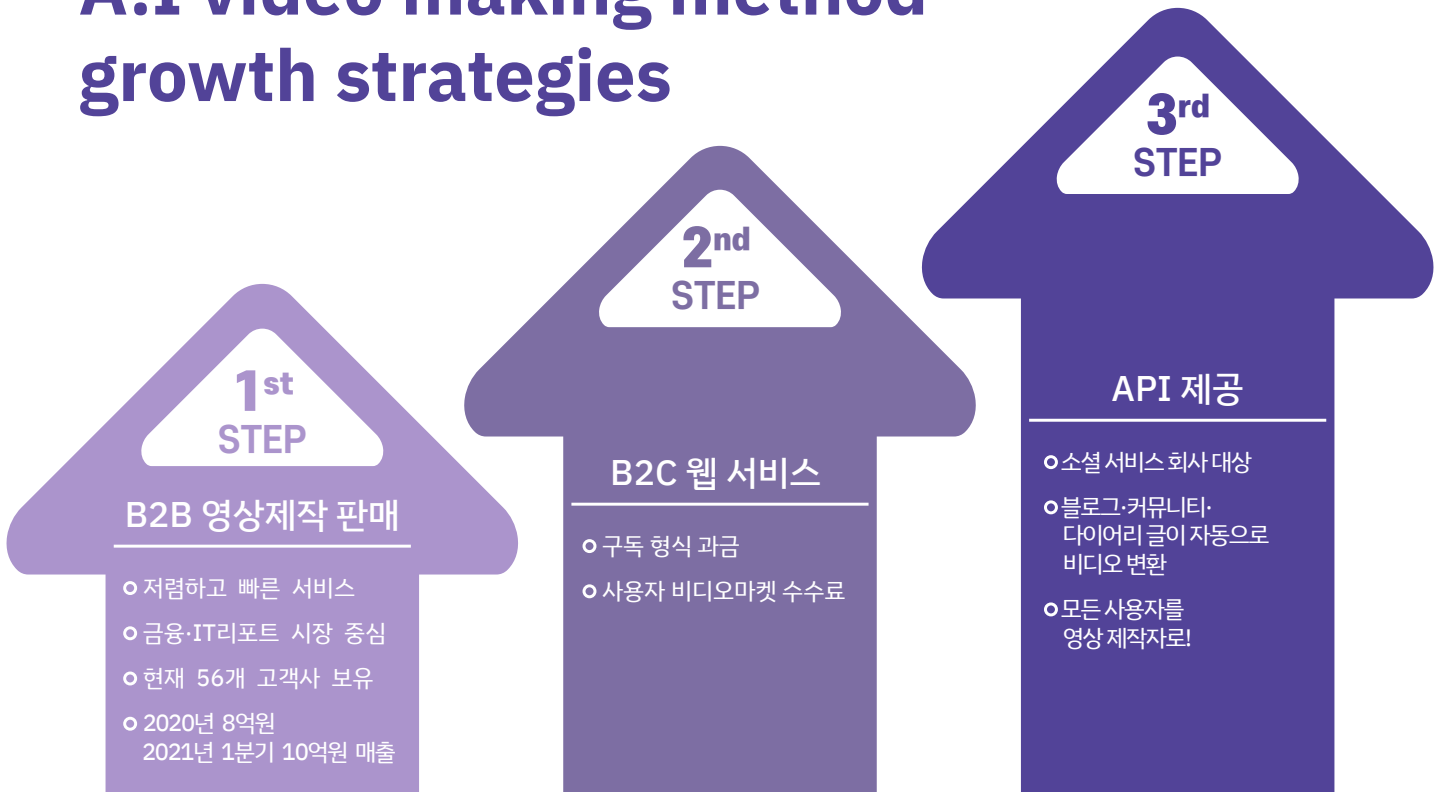 A.I video making method
growth strategies
1st
STEP
B2B 영상제작 판매
저렴하고 빠른 서비스
금융·IT리포트 시장 중심
현재 56개 고객사 보유
2020년 8억원
2021년 1분기 10억원 매출
2nd
STEP
B2C 웹 서비스
구독 형식 과금
사용자 비디오마켓 수수료
3rd
STEP
API 제공
소셜 서비스 회사 대상
블로그·커뮤니티·
다이어리 글이 자동으로
비디오 변환
모든 사용자를
영상 제작자로!